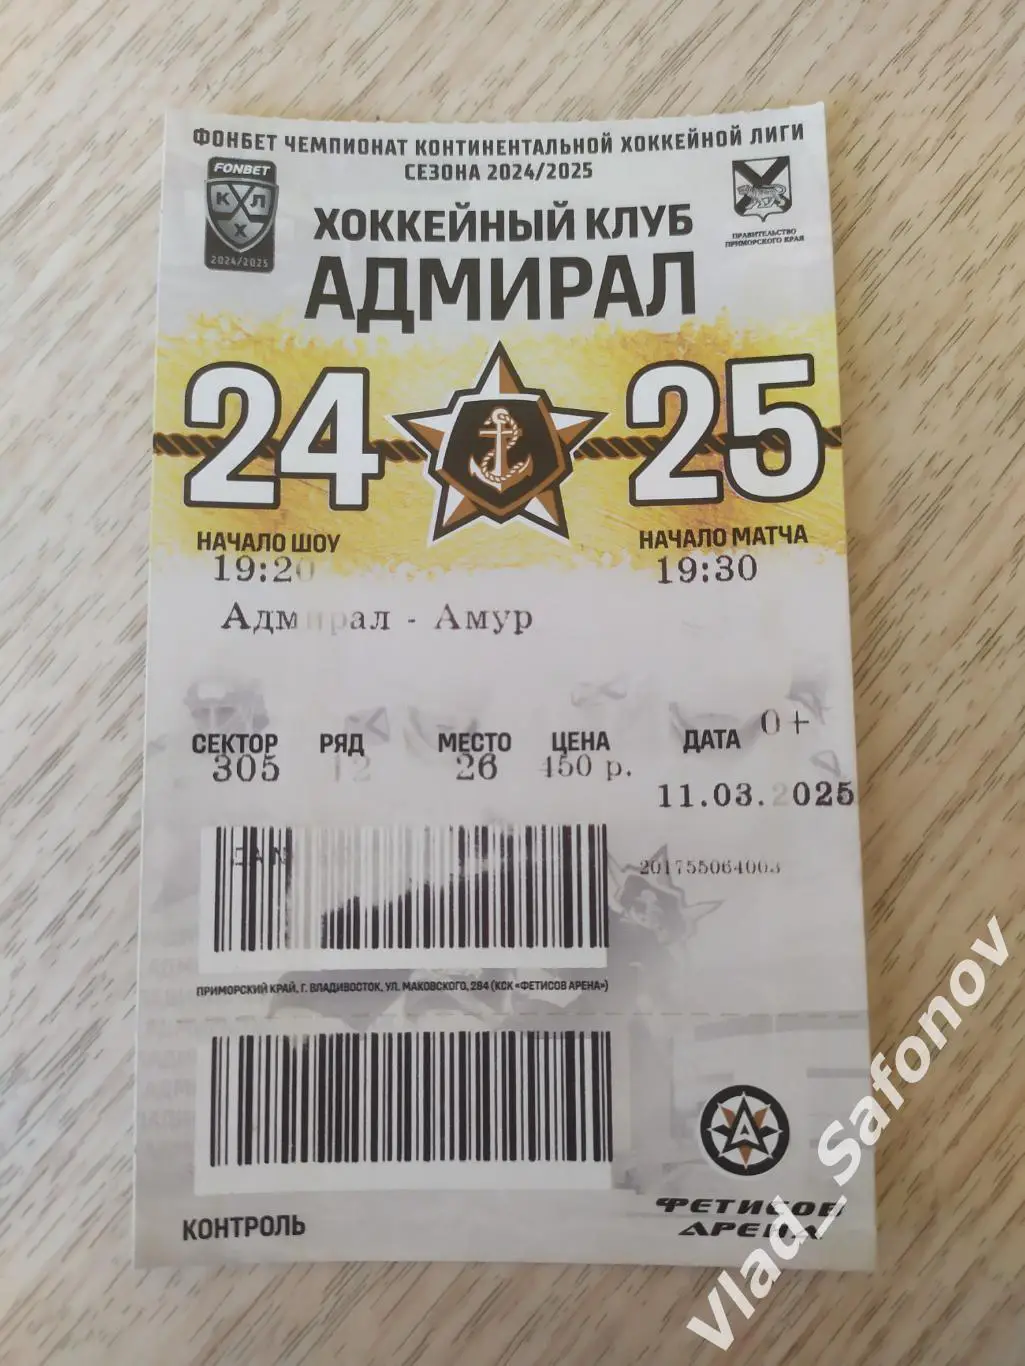 ФОНБЕТ ЧЕМПИОНАТ КОНТИНЕНТАЛЬНОЙ ХОККЕЙНОЙ ЛИГИ
СЕЗОНА 2024/2025
FONBET
К Л
Х
2024/2025
ПРАВИТЕЛЬСТВО
ПРИМОРСКОГО КРАЯ
ХОККЕЙНЫЙ КЛУБ
АДМИРАЛ
24 25
НАЧАЛО ШОУ НАЧАЛО МАТЧА
19:20 19:30
Адмирал - Амур
0+
СЕКТОР РЯД МЕСТО ЦЕНА ДАТА
305 12 26 450 р.
11.03.2025
201755064003
ПРИМОРСКИЙ КРАЙ, Г. ВЛАДИВОСТОК, УЛ. МАКОВСКОГО, 284 (КСК «ФЕТИСОВ АРЕНА»)
КОНТРОЛЬ
ФЕТИСОВ
АРЕНА
Vlad_Safonov